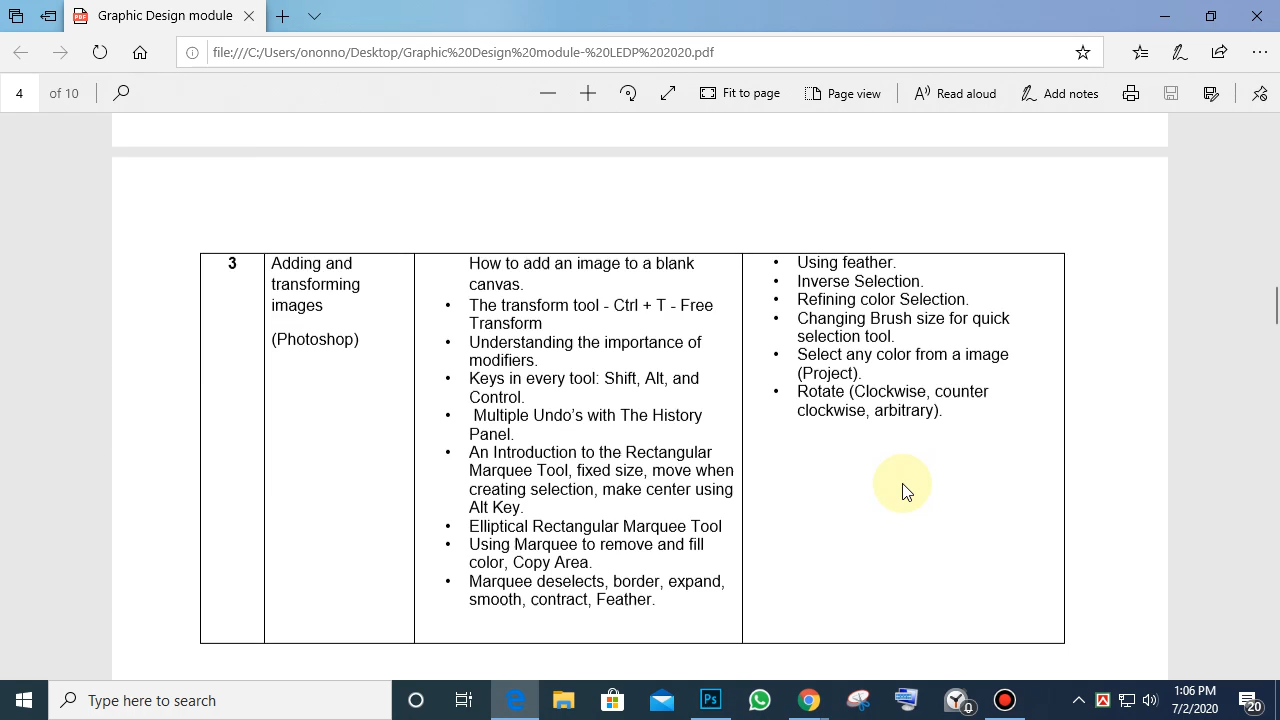 Graphic Design module
file:///C:/Users/ononno/Desktop/Graphic%20Design%20module-%20LEDP%202020.pdf
4 of 10
Fit to page
Page view
Read aloud
Add notes
3
Adding and
transforming
images
(Photoshop)
How to add an image to a blank
canvas.
• The transform tool - Ctrl + T - Free
Transform
• Understanding the importance of
modifiers.
• Keys in every tool: Shift, Alt, and
Control.
• Multiple Undo's with The History
Panel.
• An Introduction to the Rectangular
Marquee Tool, fixed size, move when
creating selection, make center using
Alt Key.
• Elliptical Rectangular Marquee Tool
• Using Marquee to remove and fill
color, Copy Area.
• Marquee deselects, border, expand,
smooth, contract, Feather.
• Using feather.
• Inverse Selection.
• Refining color Selection.
• Changing Brush size for quick
selection tool.
• Select any color from a image
(Project).
• Rotate (Clockwise, counter
clockwise, arbitrary).
Type here to search
Ps
1:06 PM
7/2/2020
20